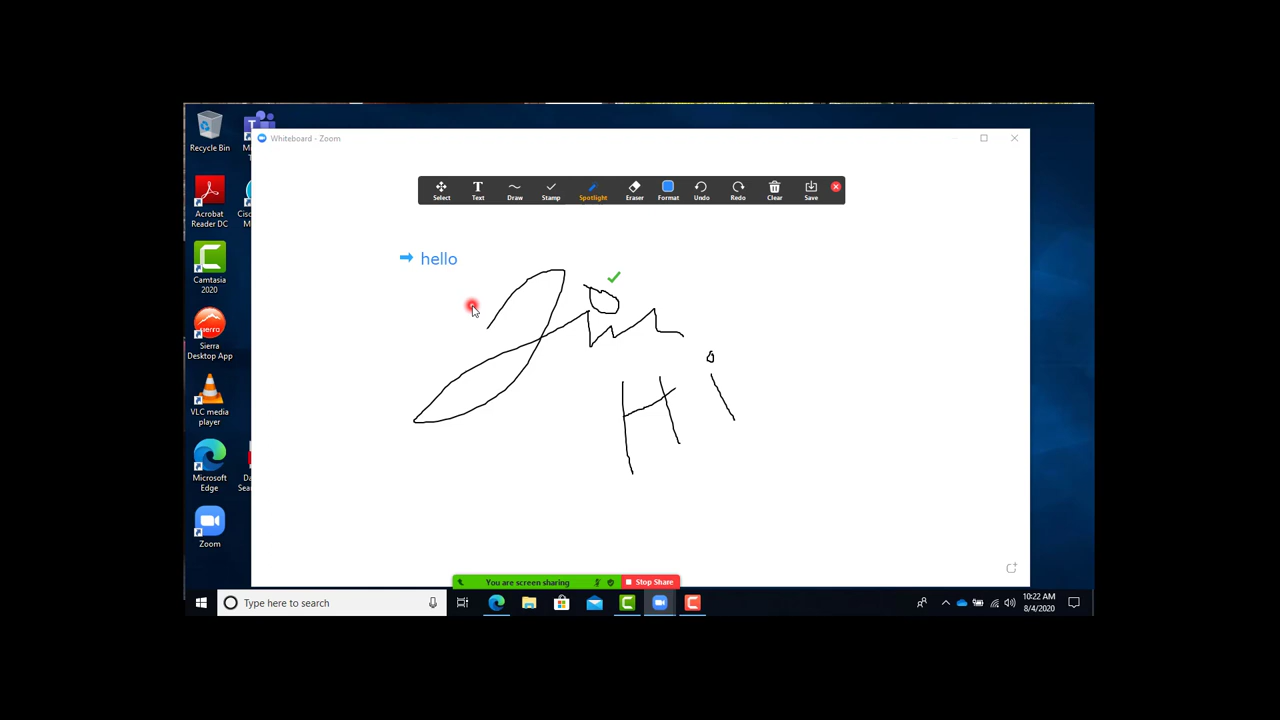 Recycle Bin
Acrobat Reader DC
Camtasia 2020
sierra
Sierra Desktop App
VLC media player
Microsoft Edge
Zoom
Whiteboard - Zoom
Select Text Draw Stamp Spotlight Eraser Format Undo Redo Clear Save
hello
Jim
Hi
You are screen sharing Stop Share
Type here to search
10:22 AM
8/4/2020